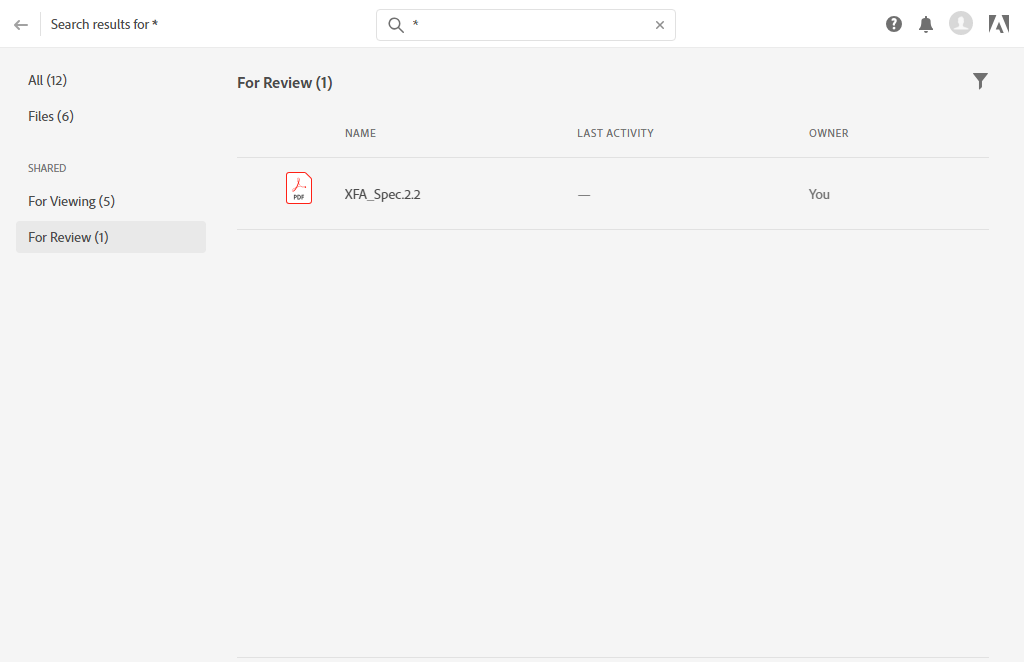 Search results for *
*
All (12)
Files (6)
SHARED
For Viewing (5)
For Review (1)
For Review (1)
NAME LAST ACTIVITY OWNER
PDF
XFA_Spec.2.2 — You